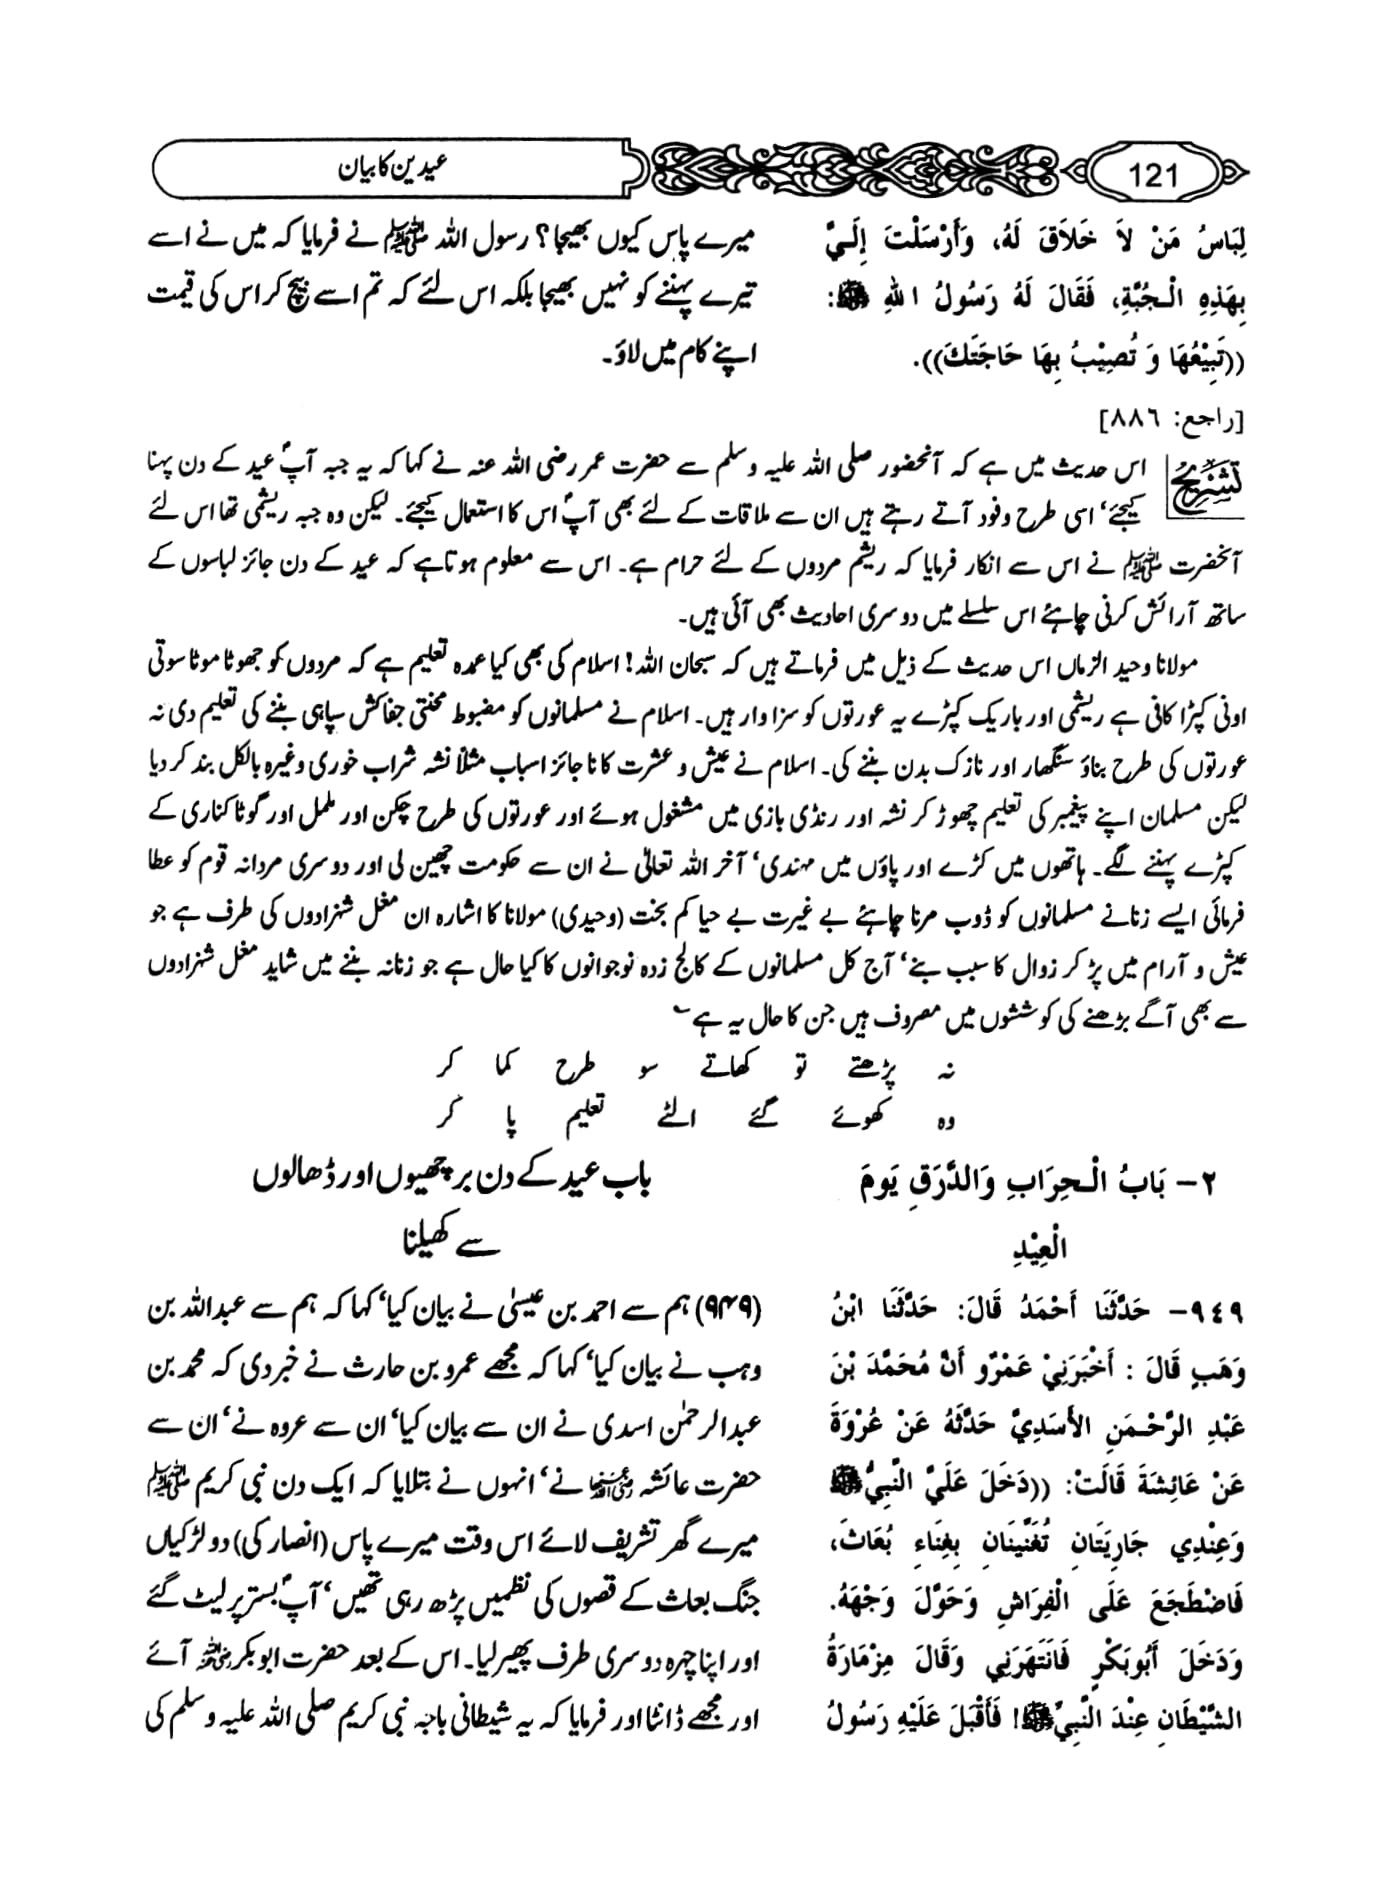 121
عیدین کا بیان
لِبَاسُ مَنْ لاَ خَلاَقَ لَهُ، وَأَرْسَلْتَ إِلَيَّ
بِهَذِهِ الْـجُبَّةِ، فَقَالَ لَهُ رَسُولُ اللهِ ﷺ:
((تَبِيْعُهَا وَ تُصِيْبُ بِهَا حَاجَتَكَ)).
[راجع: ٨٨٦]
میرے پاس کیوں بھیجا؟ رسول اللہ ﷺ نے فرمایا کہ میں نے اسے
تیرے پہننے کو نہیں بھیجا بلکہ اس لئے کہ تم اسے بیچ کر اس کی قیمت
اپنے کام میں لاؤ۔
تشریح
اس حدیث میں ہے کہ آنحضور صلی اللہ علیہ وسلم سے حضرت عمر رضی اللہ عنہ نے کہا کہ یہ جبہ آپؐ عید کے دن پہنا
کیجئے‘ اسی طرح وفود آتے رہتے ہیں ان سے ملاقات کے لئے بھی آپؐ اس کا استعمال کیجئے۔ لیکن وہ جبہ ریشمی تھا اس لئے
آنحضرت ﷺ نے اس سے انکار فرمایا کہ ریشم مردوں کے لئے حرام ہے۔ اس سے معلوم ہوتا ہے کہ عید کے دن جائز لباسوں کے
ساتھ آرائش کرنی چاہئے اس سلسلے میں دوسری احادیث بھی آئی ہیں۔
مولانا وحید الزماں اس حدیث کے ذیل میں فرماتے ہیں کہ سبحان اللہ! اسلام کی بھی کیا عمدہ تعلیم ہے کہ مردوں کو جھوٹا موٹا سوتی
اونی کپڑا کافی ہے ریشمی اور باریک کپڑے یہ عورتوں کو سزاوار ہیں۔ اسلام نے مسلمانوں کو مضبوط محنتی جفاکش سپاہی بننے کی تعلیم دی نہ
عورتوں کی طرح بناؤ سنگھار اور نازک بدن بننے کی۔ اسلام نے عیش و عشرت کا ناجائز اسباب مثلاً نشہ شراب خوری وغیرہ بالکل بند کر دیا
لیکن مسلمان اپنے پیغمبر کی تعلیم چھوڑ کر نشہ اور رنڈی بازی میں مشغول ہوئے اور عورتوں کی طرح چکن اور ململ اور گوٹا کناری کے
کپڑے پہننے لگے۔ ہاتھوں میں کڑے اور پاؤں میں مہندی‘ آخر اللہ تعالیٰ نے ان سے حکومت چھین لی اور دوسری مردانہ قوم کو عطا
فرمائی ایسے زنانے مسلمانوں کو ڈوب مرنا چاہئے بے غیرت بے حیا کم بخت (وحیدی) مولانا کا اشارہ ان مغل شہزادوں کی طرف ہے جو
عیش و آرام میں پڑ کر زوال کا سبب بنے‘ آج کل مسلمانوں کے کالج زدہ نوجوانوں کا کیا حال ہے جو زنانہ بننے میں شاید مغل شہزادوں
سے بھی آگے بڑھنے کی کوششوں میں مصروف ہیں جن کا حال یہ ہے
نہ پڑھتے تو کھاتے سو طرح کما کر
وہ کھوئے گئے الٹے تعلیم پا کر
٢- بَابُ الْـحِرَابِ وَالدَّرَقِ يَومَ
الْعِيْدِ
باب عید کے دن برچھیوں اور ڈھالوں
سے کھیلنا
٩٤٩- حَدَّثَنَا أَحْمَدُ قَالَ: حَدَّثَنَا ابْنُ
وَهَبٍ قَالَ : أَخْبَرَنِيْ عَمْرٌو أَنَّ مُحَمَّدَ بْنَ
عَبْدِ الرَّحْـمَنِ الأَسَدِيَّ حَدَّثَهُ عَنْ عُرْوَةَ
عَنْ عَائِشَةَ قَالَتْ: ((دَخَلَ عَلَيَّ النَّبِيُّ ﷺ
وَعِنْدِي جَارِيَتَانِ تُغَنِّيَانِ بِغِنَاءِ بُعَاثَ،
فَاضْطَجَعَ عَلَى الْفِرَاشِ وَحَوَّلَ وَجْهَهُ.
وَدَخَلَ أَبُوبَكْرٍ فَانْتَهَرَنِي وَقَالَ مِزْمَارَةُ
الشَّيْطَانِ عِنْدَ النَّبِيِّ ﷺ! فَأَقْبَلَ عَلَيْهِ رَسُولُ
(۹۴۹) ہم سے احمد بن عیسیٰ نے بیان کیا‘ کہا کہ ہم سے عبداللہ بن
وہب نے بیان کیا‘ کہا کہ مجھے عمرو بن حارث نے خبر دی کہ محمد بن
عبدالرحمٰن اسدی نے ان سے بیان کیا‘ ان سے عروہ نے‘ ان سے
حضرت عائشہ رضی اللہ عنہا نے‘ انہوں نے بتلایا کہ ایک دن نبی کریم ﷺ
میرے گھر تشریف لائے اس وقت میرے پاس (انصار کی) دو لڑکیاں
جنگ بعاث کے قصوں کی نظمیں پڑھ رہی تھیں‘ آپؐ بستر پر لیٹ گئے
اور اپنا چہرہ دوسری طرف پھیر لیا۔ اس کے بعد حضرت ابوبکر رضی اللہ عنہ آئے
اور مجھے ڈانٹا اور فرمایا کہ یہ شیطانی باجہ نبی کریم صلی اللہ علیہ وسلم کی